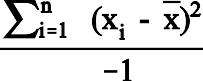 ∑ⁿᵢ₌₁ (xᵢ - x̅)²
-1